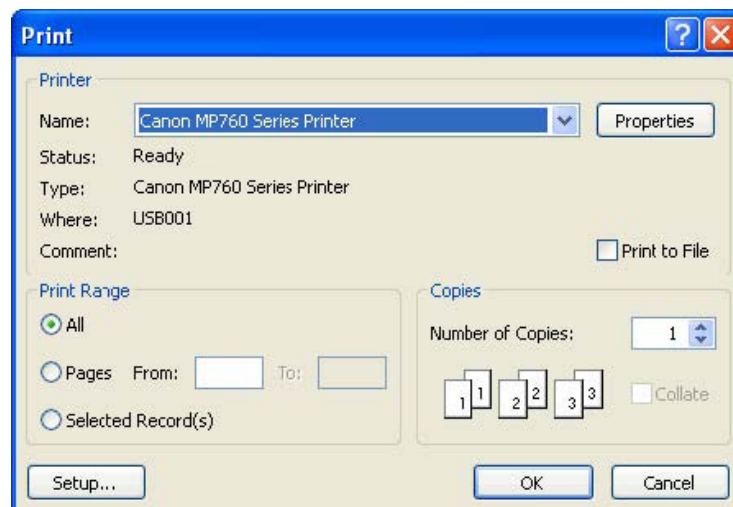 Print
Printer
Name: Canon MP760 Series Printer Properties
Status: Ready
Type: Canon MP760 Series Printer
Where: USB001
Comment: Print to File
Print Range
All
Pages From: To:
Selected Record(s)
Copies
Number of Copies: 1
1 1 2 2 3 3 Collate
Setup... OK Cancel